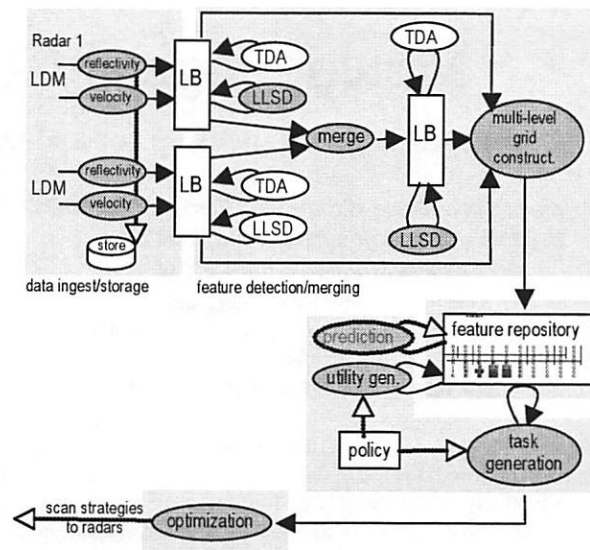 Radar 1
LDM
reflectivity
velocity
LB
TDA
LLSD
LDM
reflectivity
velocity
LB
TDA
LLSD
store
merge
TDA
LB
LLSD
multi-level
grid
construct.
data ingest/storage
feature detection/merging
prediction
utility gen.
feature repository
policy
task
generation
scan strategies
to radars
optimization